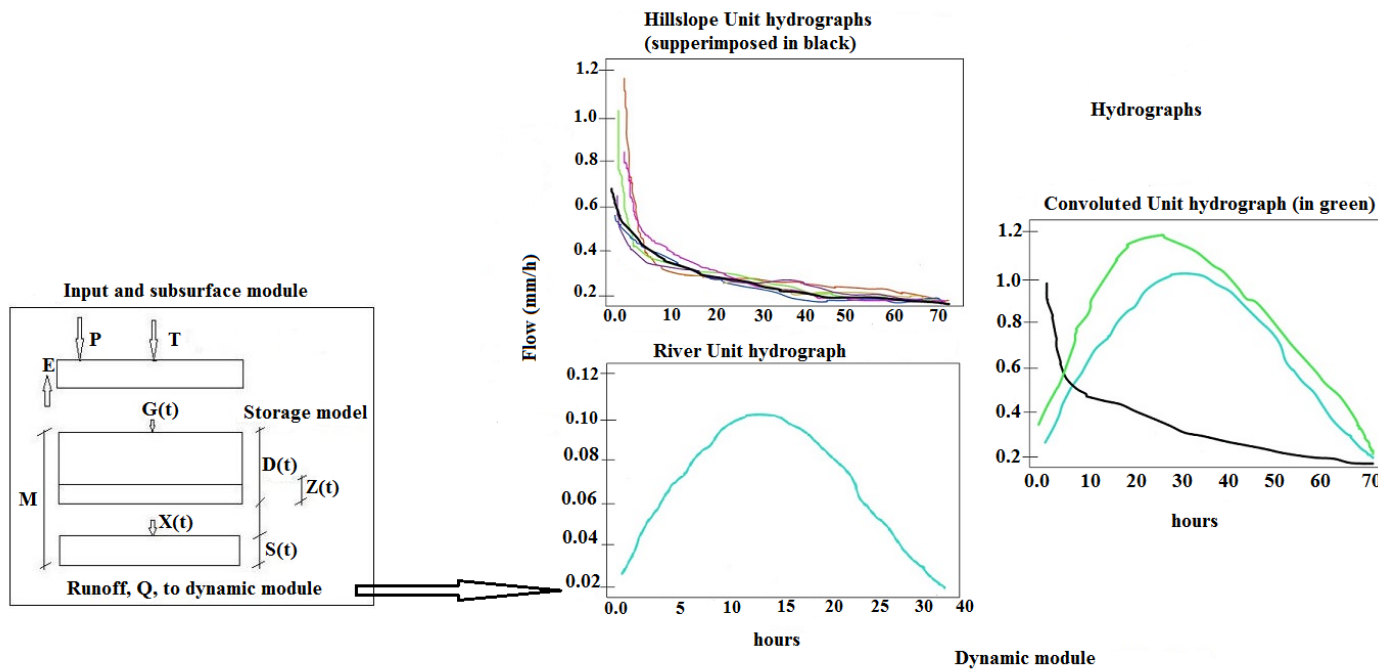 Hillslope Unit hydrographs
(supperimposed in black)
1.2
1.0
0.8
0.6
0.4
0.2
0.0 10 20 30 40 50 60 70
Flow (mm/h)
River Unit hydrograph
0.12
0.10
0.08
0.06
0.04
0.02
0.0 5 10 15 20 25 30 40
hours
Hydrographs
Convoluted Unit hydrograph (in green)
1.2
1.0
0.8
0.6
0.4
0.2
0.0 10 20 30 40 50 60 70
hours
Input and subsurface module
P T
E
G(t) Storage model
D(t)
Z(t)
M
X(t)
S(t)
Runoff, Q, to dynamic module
Dynamic module